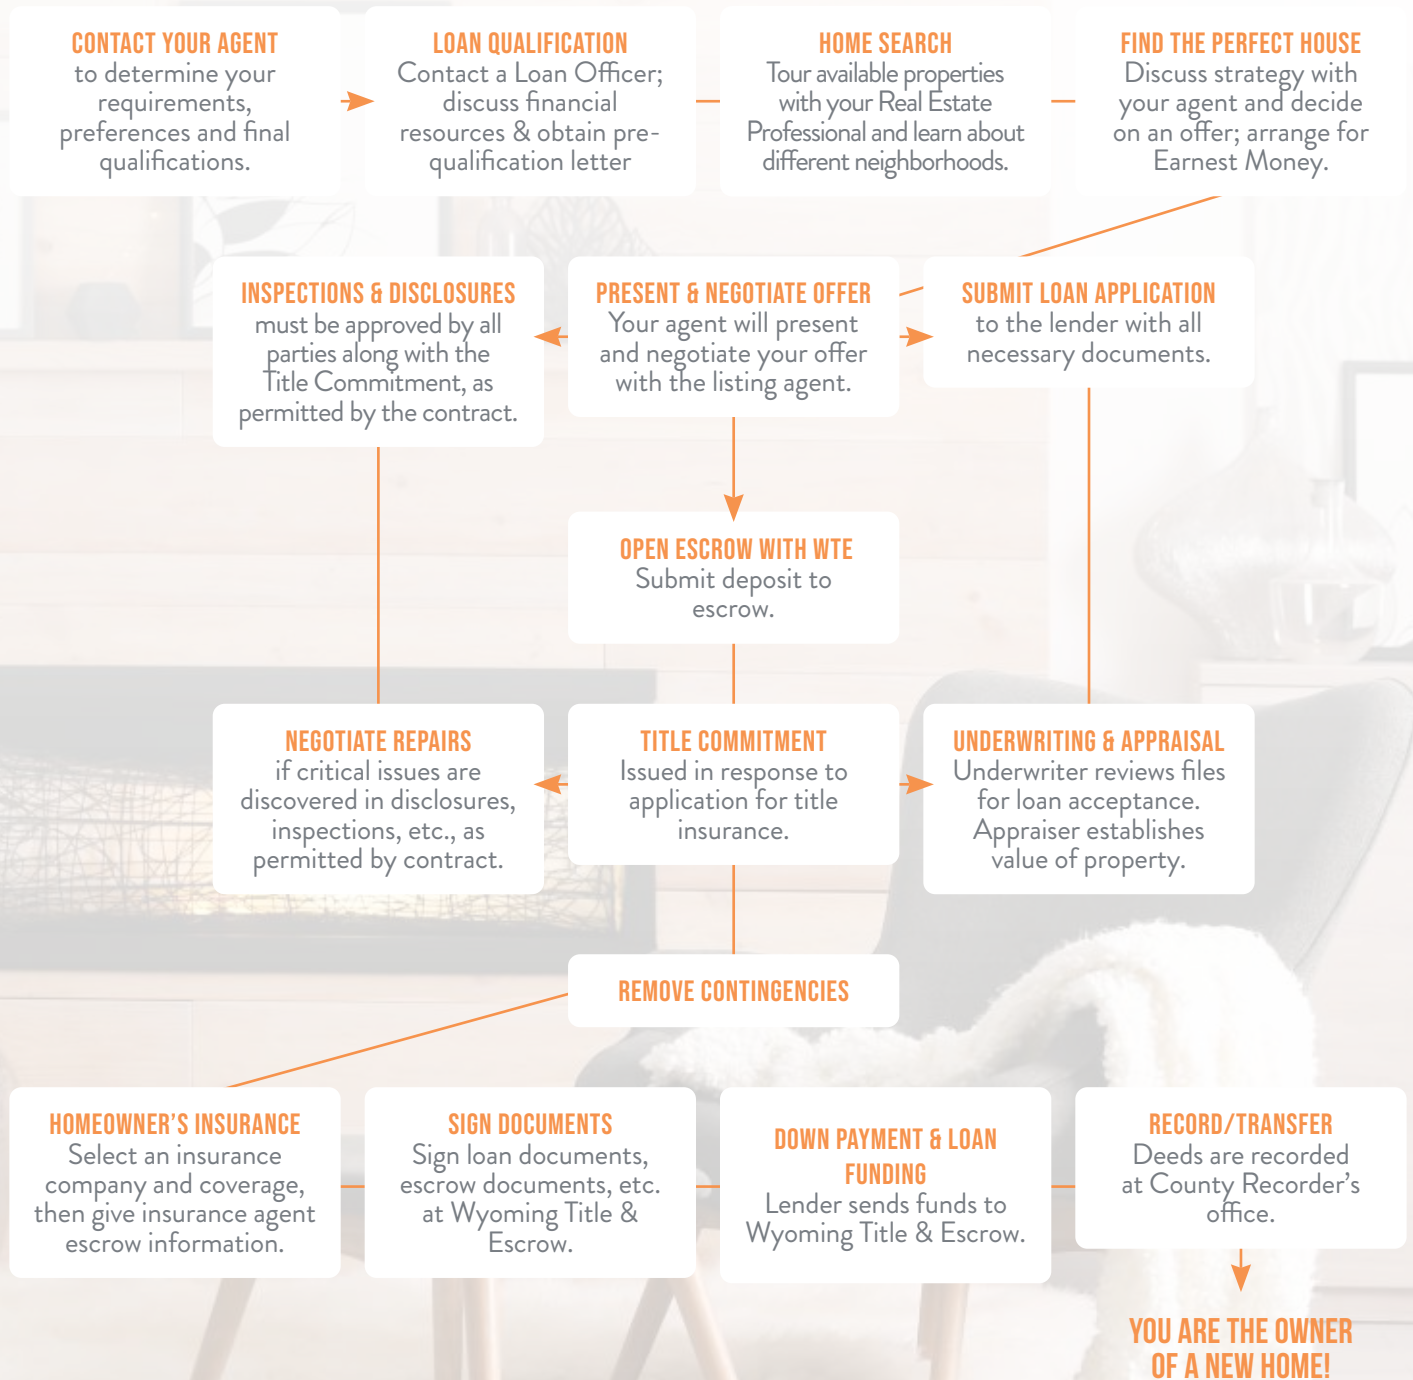 CONTACT YOUR AGENT
to determine your
requirements,
preferences and final
qualifications.
LOAN QUALIFICATION
Contact a Loan Officer;
discuss financial
resources & obtain pre-
qualification letter
HOME SEARCH
Tour available properties
with your Real Estate
Professional and learn about
different neighborhoods.
FIND THE PERFECT HOUSE
Discuss strategy with
your agent and decide
on an offer; arrange for
Earnest Money.
INSPECTIONS & DISCLOSURES
must be approved by all
parties along with the
Title Commitment, as
permitted by the contract.
PRESENT & NEGOTIATE OFFER
Your agent will present
and negotiate your offer
with the listing agent.
SUBMIT LOAN APPLICATION
to the lender with all
necessary documents.
OPEN ESCROW WITH WTE
Submit deposit to
escrow.
NEGOTIATE REPAIRS
if critical issues are
discovered in disclosures,
inspections, etc., as
permitted by contract.
TITLE COMMITMENT
Issued in response to
application for title
insurance.
UNDERWRITING & APPRAISAL
Underwriter reviews files
for loan acceptance.
Appraiser establishes
value of property.
REMOVE CONTINGENCIES
HOMEOWNER'S INSURANCE
Select an insurance
company and coverage,
then give insurance agent
escrow information.
SIGN DOCUMENTS
Sign loan documents,
escrow documents, etc.
at Wyoming Title &
Escrow.
DOWN PAYMENT & LOAN
FUNDING
Lender sends funds to
Wyoming Title & Escrow.
RECORD/TRANSFER
Deeds are recorded
at County Recorder's
office.
YOU ARE THE OWNER
OF A NEW HOME!